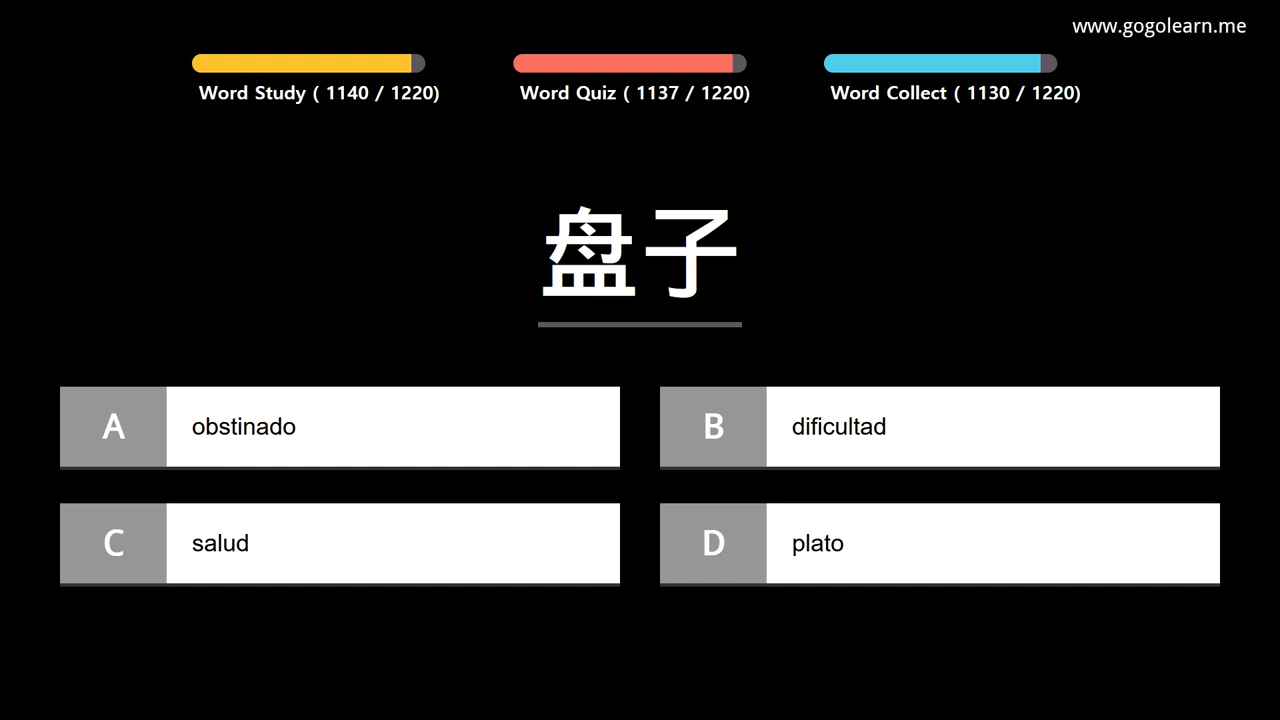 www.gogolearn.me
Word Study ( 1140 / 1220)
Word Quiz ( 1137 / 1220)
Word Collect ( 1130 / 1220)
盘子
A obstinado
B dificultad
C salud
D plato